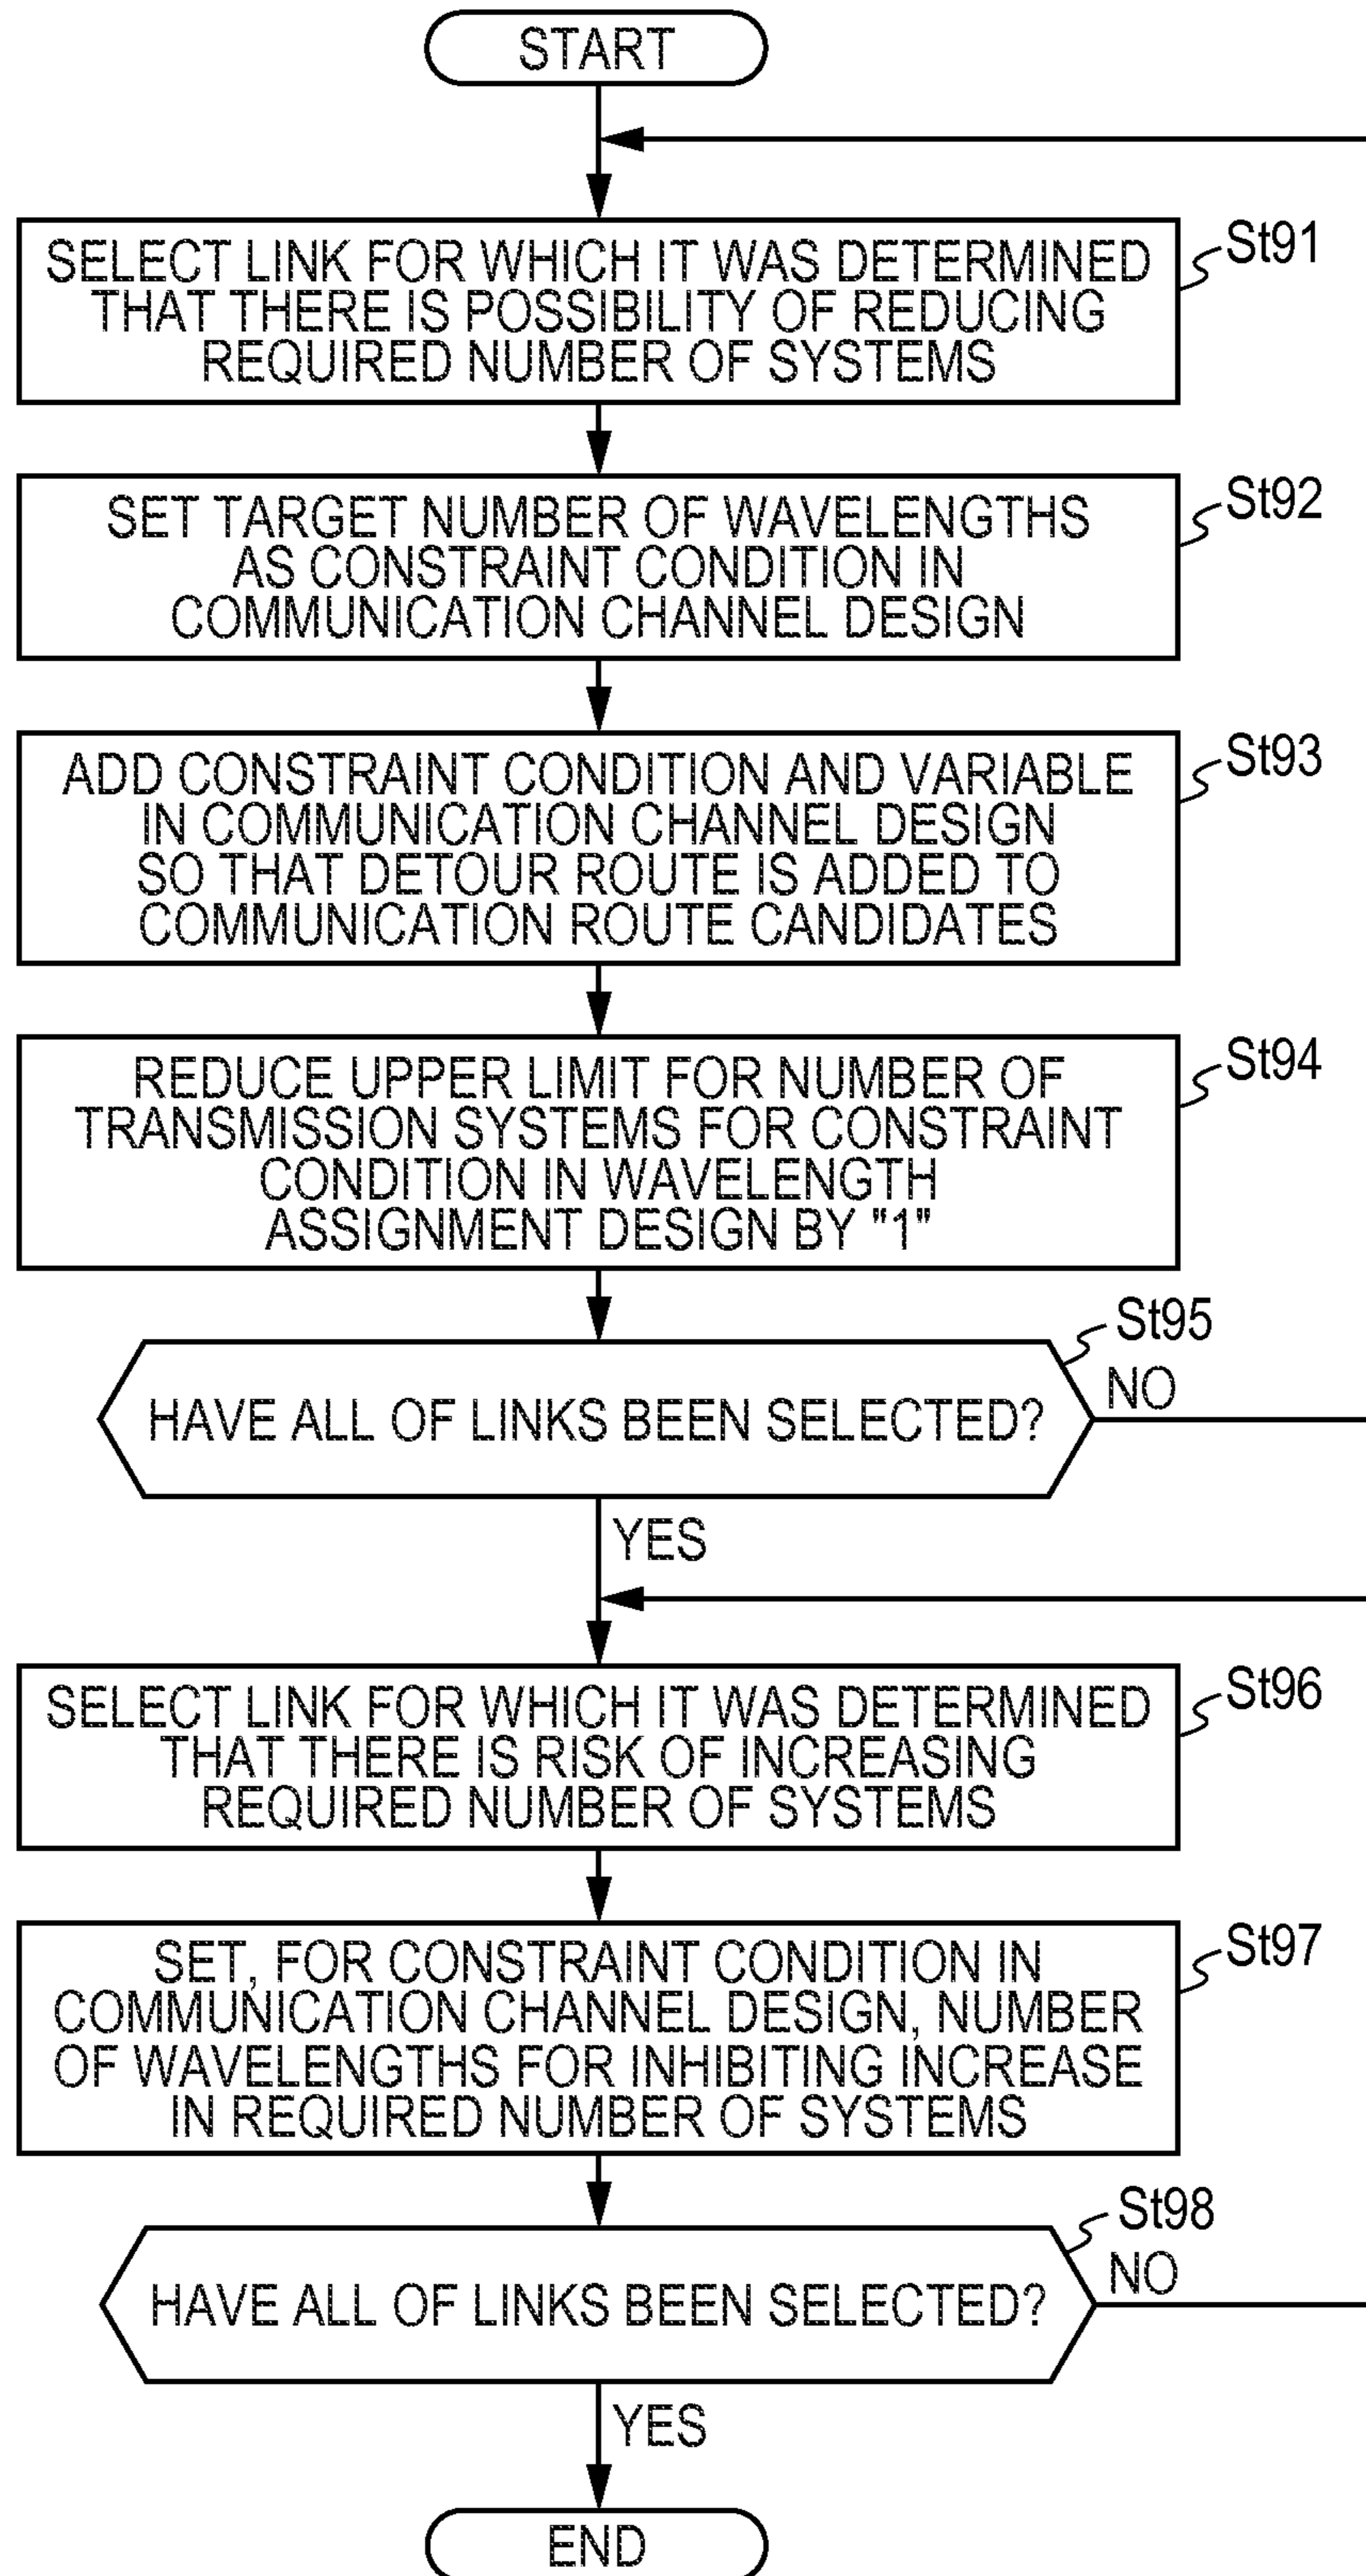 START
SELECT LINK FOR WHICH IT WAS DETERMINED
THAT THERE IS POSSIBILITY OF REDUCING
REQUIRED NUMBER OF SYSTEMS
St91
SET TARGET NUMBER OF WAVELENGTHS
AS CONSTRAINT CONDITION IN
COMMUNICATION CHANNEL DESIGN
St92
ADD CONSTRAINT CONDITION AND VARIABLE
IN COMMUNICATION CHANNEL DESIGN
SO THAT DETOUR ROUTE IS ADDED TO
COMMUNICATION ROUTE CANDIDATES
St93
REDUCE UPPER LIMIT FOR NUMBER OF
TRANSMISSION SYSTEMS FOR CONSTRAINT
CONDITION IN WAVELENGTH
ASSIGNMENT DESIGN BY "1"
St94
St95
HAVE ALL OF LINKS BEEN SELECTED?
NO
YES
SELECT LINK FOR WHICH IT WAS DETERMINED
THAT THERE IS RISK OF INCREASING
REQUIRED NUMBER OF SYSTEMS
St96
SET, FOR CONSTRAINT CONDITION IN
COMMUNICATION CHANNEL DESIGN, NUMBER
OF WAVELENGTHS FOR INHIBITING INCREASE
IN REQUIRED NUMBER OF SYSTEMS
St97
St98
HAVE ALL OF LINKS BEEN SELECTED?
NO
YES
END